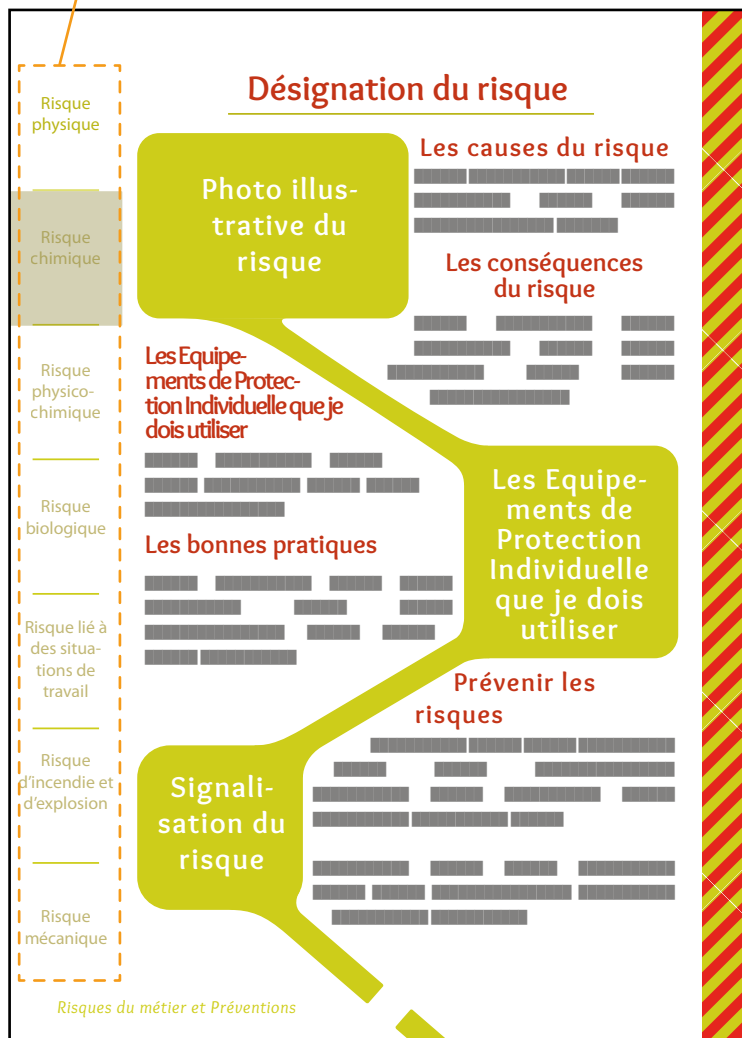 Désignation du risque
Risque
physique
Risque
chimique
Risque
physico-
chimique
Risque
biologique
Risque lié à
des situa-
tions de
travail
Risque
d'incendie et
d'explosion
Risque
mécanique
Photo illus-
trative du
risque
Les causes du risque
Les conséquences
du risque
Les Equipe-
ments de Protec-
tion Individuelle que je
dois utiliser
Les bonnes pratiques
Les Equipe-
ments de
Protection
Individuelle
que je dois
utiliser
Prévenir les
risques
Signali-
sation du
risque
Risques du métier et Préventions